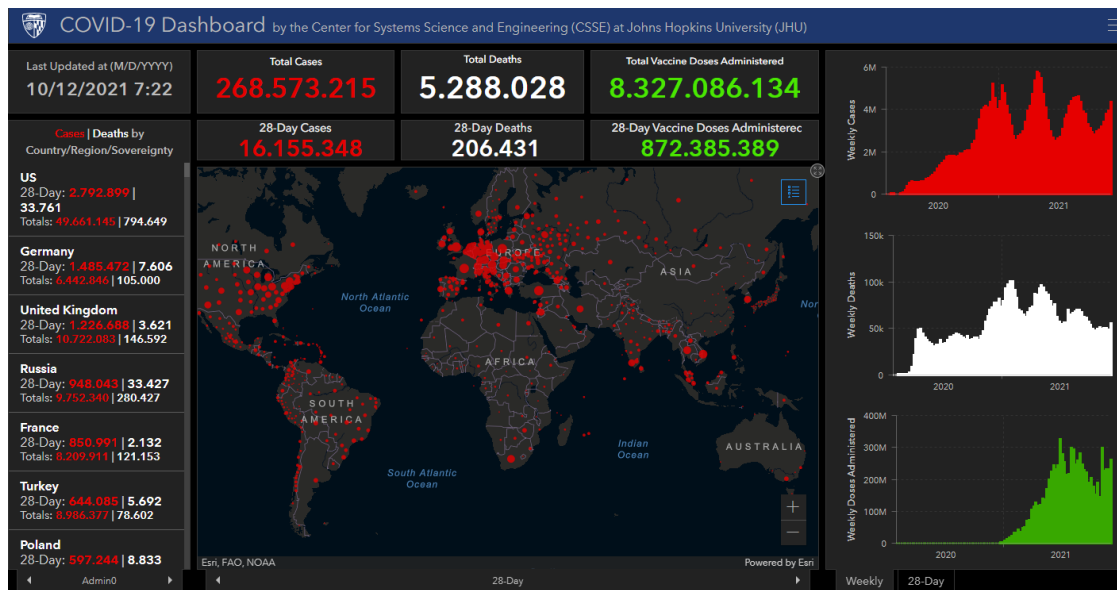 COVID-19 Dashboard by the Center for Systems Science and Engineering (CSSE) at Johns Hopkins University (JHU)
Last Updated at (M/D/YYYY)
10/12/2021 7:22
Total Cases
268.573.215
Total Deaths
5.288.028
Total Vaccine Doses Administered
8.327.086.134
28-Day Cases
16.155.348
28-Day Deaths
206.431
28-Day Vaccine Doses Administerec
872.385.389
Cases | Deaths by
Country/Region/Sovereignty
US
28-Day: 2.792.899 |
33.761
Totals: 49.661.145 | 794.649
Germany
28-Day: 1.485.472 | 7.606
Totals: 6.442.846 | 105.000
United Kingdom
28-Day: 1.226.688 | 3.621
Totals: 10.722.083 | 146.592
Russia
28-Day: 948.043 | 33.427
Totals: 9.752.340 | 280.427
France
28-Day: 850.991 | 2.132
Totals: 8.209.911 | 121.153
Turkey
28-Day: 644.085 | 5.692
Totals: 8.986.377 | 78.602
Poland
28-Day: 597.244 | 8.833
Admin0
NORTH
AMERICA
EUROPE
ASIA
North Atlantic
Ocean
Nor
AFRICA
SOUTH
AMERICA
Indian
Ocean
AUSTRALIA
South Atlantic
Ocean
+
−
Esri, FAO, NOAA
Powered by Esri
28-Day
Weekly Cases
6M
4M
2M
0
2020
2021
Weekly Deaths
150k
100k
50k
0
2020
2021
Weekly Doses Administered
400M
300M
200M
100M
0
2020
2021
Weekly
28-Day